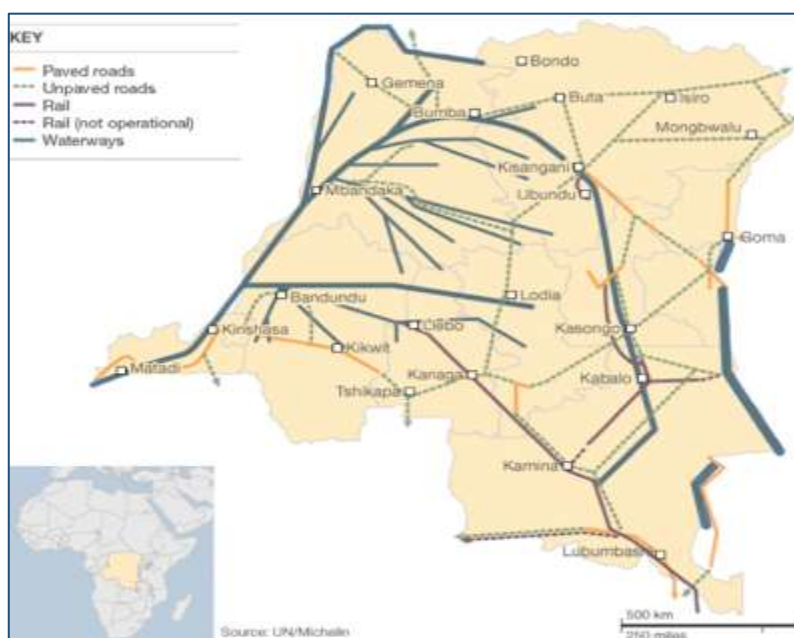 KEY
Paved roads
Unpaved roads
Rail
Rail (not operational)
Waterways
Bondo
Gemena
Buta
Isiro
Bumba
Mongbwalu
Kisangani
Mbandaka
Ubundu
Goma
Bandundu
Lodja
Kinshasa
Ilebo
Kasongo
Kikwit
Matadi
Kananga
Kabalo
Tshikapa
Kamina
Lubumbashi
500 km
250 miles
Source: UN/Michelin